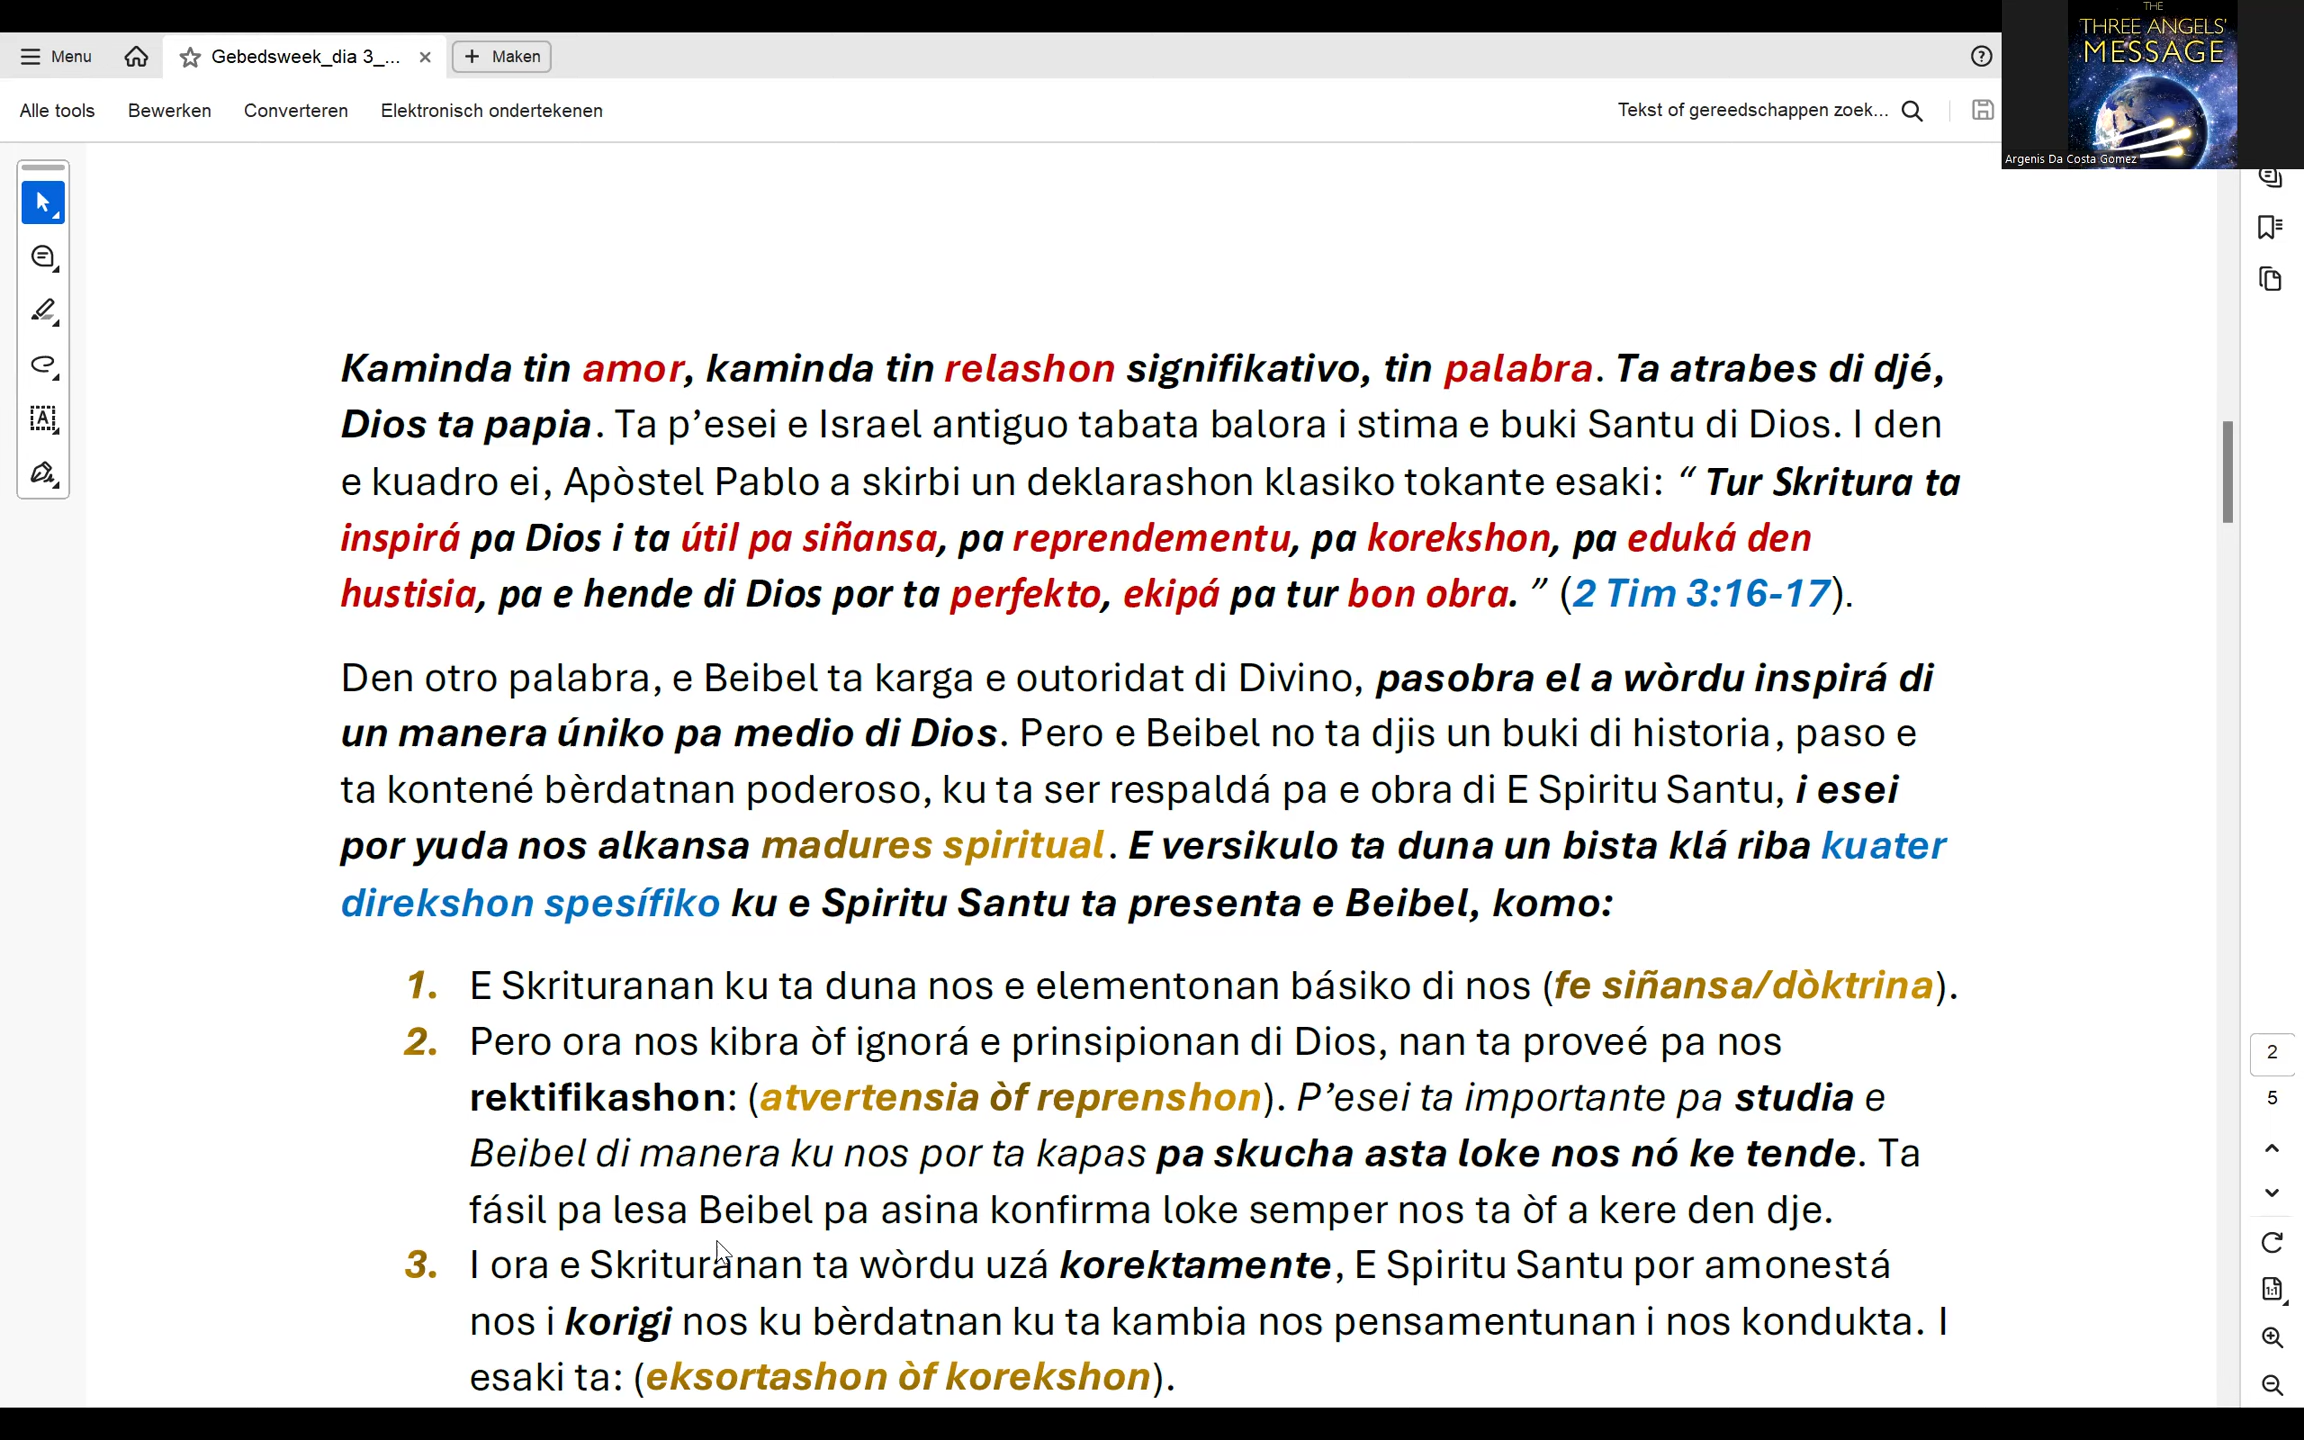 THE
THREE ANGELS'
MESSAGE
Argenis Da Costa Gomez
Menu
Gebedsweek_dia 3_...
Maken
Alle tools
Bewerken
Converteren
Elektronisch ondertekenen
Tekst of gereedschappen zoek...
Kaminda tin amor, kaminda tin relashon signifikativo, tin palabra. Ta atrabes di djé,
Dios ta papia. Ta p’esei e Israel antiguo tabata balora i stima e buki Santu di Dios. I den
e kuadro ei, Apòstel Pablo a skirbi un deklarashon klasiko tokante esaki: “ Tur Skritura ta
inspirá pa Dios i ta útil pa siñansa, pa reprendementu, pa korekshon, pa eduká den
hustisia, pa e hende di Dios por ta perfekto, ekipá pa tur bon obra. ” (2 Tim 3:16-17).
Den otro palabra, e Beibel ta karga e outoridat di Divino, pasobra el a wòrdu inspirá di
un manera úniko pa medio di Dios. Pero e Beibel no ta djis un buki di historia, paso e
ta kontené bèrdatnan poderoso, ku ta ser respaldá pa e obra di E Spiritu Santu, i esei
por yuda nos alkansa madures spiritual. E versikulo ta duna un bista klá riba kuater
direkshon spesífiko ku e Spiritu Santu ta presenta e Beibel, komo:
1. E Skrituranan ku ta duna nos e elementonan básiko di nos (fe siñansa/dòktrina).
2. Pero ora nos kibra òf ignorá e prinsipionan di Dios, nan ta proveé pa nos
rektifikashon: (atvertensia òf reprenshon). P’esei ta importante pa studia e
Beibel di manera ku nos por ta kapas pa skucha asta loke nos nó ke tende. Ta
fásil pa lesa Beibel pa asina konfirma loke semper nos ta òf a kere den dje.
3. I ora e Skrituranan ta wòrdu uzá korektamente, E Spiritu Santu por amonestá
nos i korigi nos ku bèrdatnan ku ta kambia nos pensamentunan i nos kondukta. I
esaki ta: (eksortashon òf korekshon).
2
5